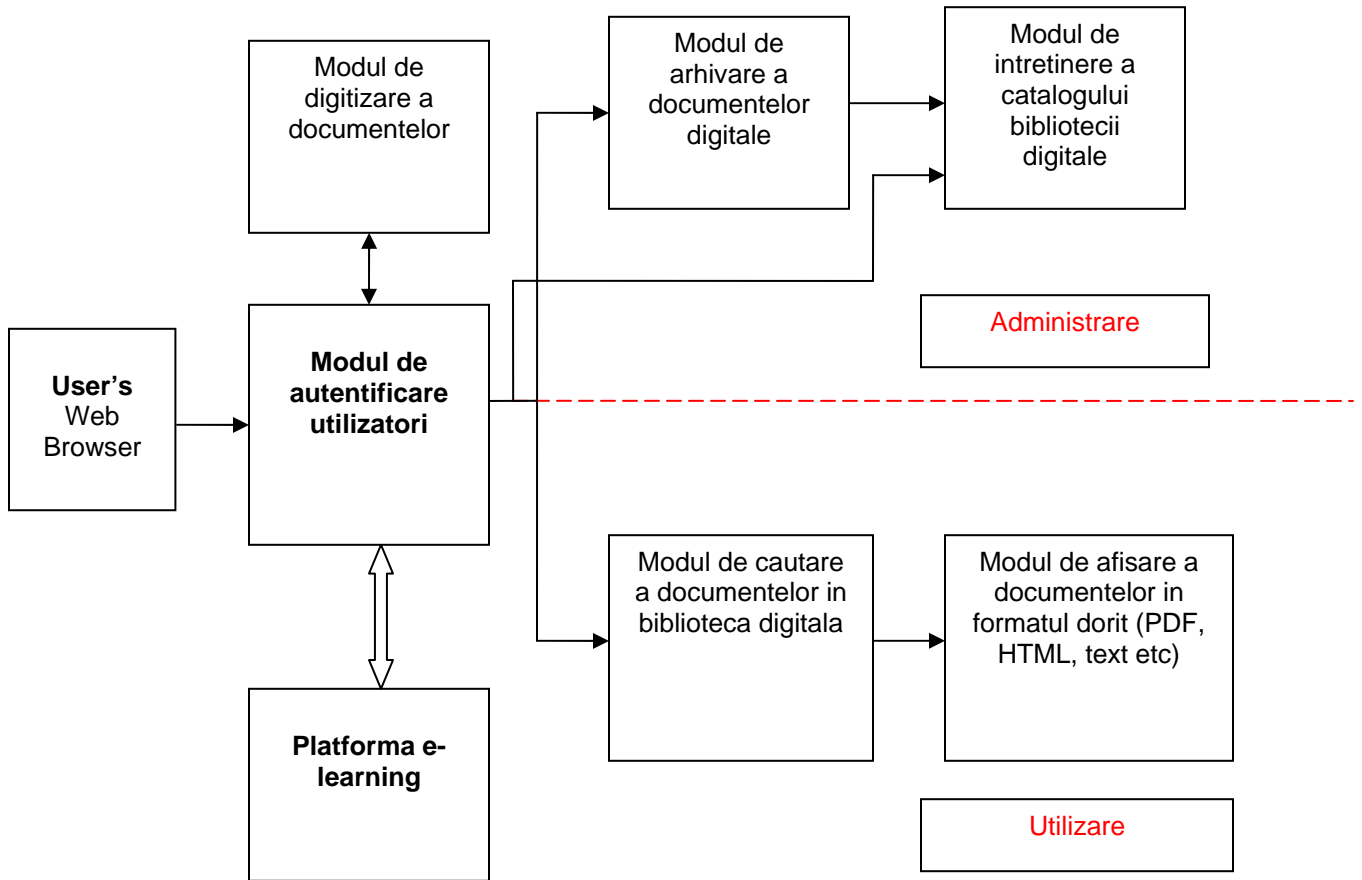 Modul de
digitizare a
documentelor
Modul de
arhivare a
documentelor
digitale
Modul de
intretinere a
catalogului
bibliotecii
digitale
Administrare
User’s
Web
Browser
Modul de
autentificare
utilizatori
Modul de cautare
a documentelor in
biblioteca digitala
Modul de afisare a
documentelor in
formatul dorit (PDF,
HTML, text etc)
Platforma e-
learning
Utilizare